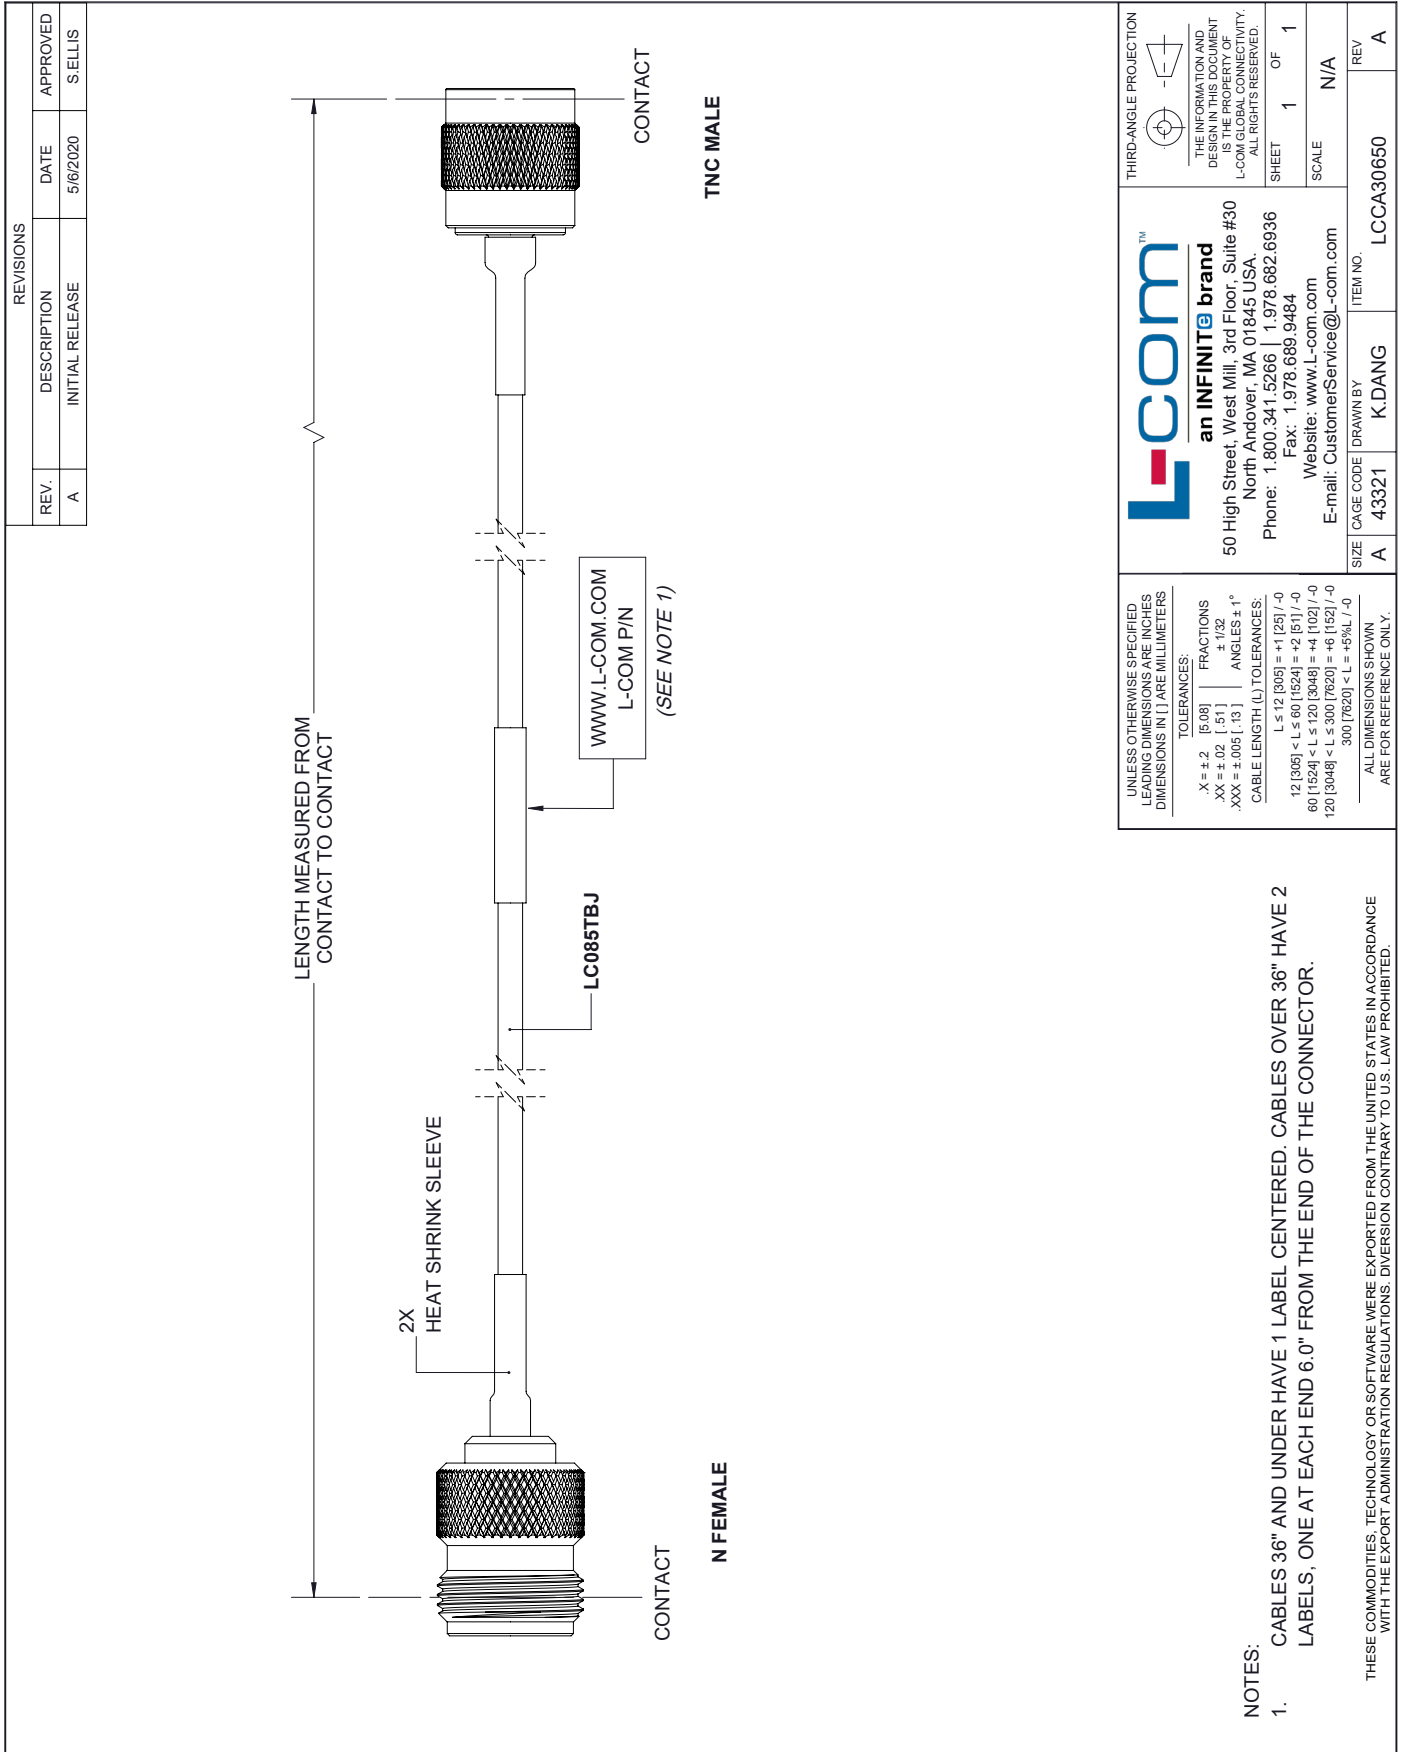 REVISIONS
REV. DESCRIPTION DATE APPROVED
A INITIAL RELEASE 5/6/2020 S.ELLIS
LENGTH MEASURED FROM
CONTACT TO CONTACT
2X
HEAT SHRINK SLEEVE
LC085TBJ
WWW.L-COM.COM
L-COM P/N
(SEE NOTE 1)
CONTACT
CONTACT
N FEMALE
TNC MALE
NOTES:
1. CABLES 36" AND UNDER HAVE 1 LABEL CENTERED. CABLES OVER 36" HAVE 2
LABELS, ONE AT EACH END 6.0" FROM THE END OF THE CONNECTOR.
THESE COMMODITIES, TECHNOLOGY OR SOFTWARE WERE EXPORTED FROM THE UNITED STATES IN ACCORDANCE
WITH THE EXPORT ADMINISTRATION REGULATIONS. DIVERSION CONTRARY TO U.S. LAW PROHIBITED.
UNLESS OTHERWISE SPECIFIED
LEADING DIMENSIONS ARE INCHES
DIMENSIONS IN [ ] ARE MILLIMETERS
TOLERANCES:
.X = ±.2 [5.08] FRACTIONS
.XX = ±.02 [.51] ± 1/32
.XXX = ±.005 [.13] ANGLES ± 1°
CABLE LENGTH (L) TOLERANCES:
L ≤ 12 [305] = +1 [25] / -0
12 [305] < L ≤ 60 [1524] = +2 [51] / -0
60 [1524] < L ≤ 120 [3048] = +4 [102] / -0
120 [3048] < L ≤ 300 [7620] = +6 [152] / -0
300 [7620] < L = +5%L / -0
ALL DIMENSIONS SHOWN
ARE FOR REFERENCE ONLY.
L-com™
an INFINITe brand
50 High Street, West Mill, 3rd Floor, Suite #30
North Andover, MA 01845 USA.
Phone: 1.800.341.5266 | 1.978.682.6936
Fax: 1.978.689.9484
Website: www.L-com.com
E-mail: CustomerService@L-com.com
THIRD-ANGLE PROJECTION
THE INFORMATION AND
DESIGN IN THIS DOCUMENT
IS THE PROPERTY OF
L-COM GLOBAL CONNECTIVITY.
ALL RIGHTS RESERVED.
SHEET 1 OF 1
SCALE N/A
SIZE CAGE CODE DRAWN BY ITEM NO. REV
A 43321 K.DANG LCCA30650 A